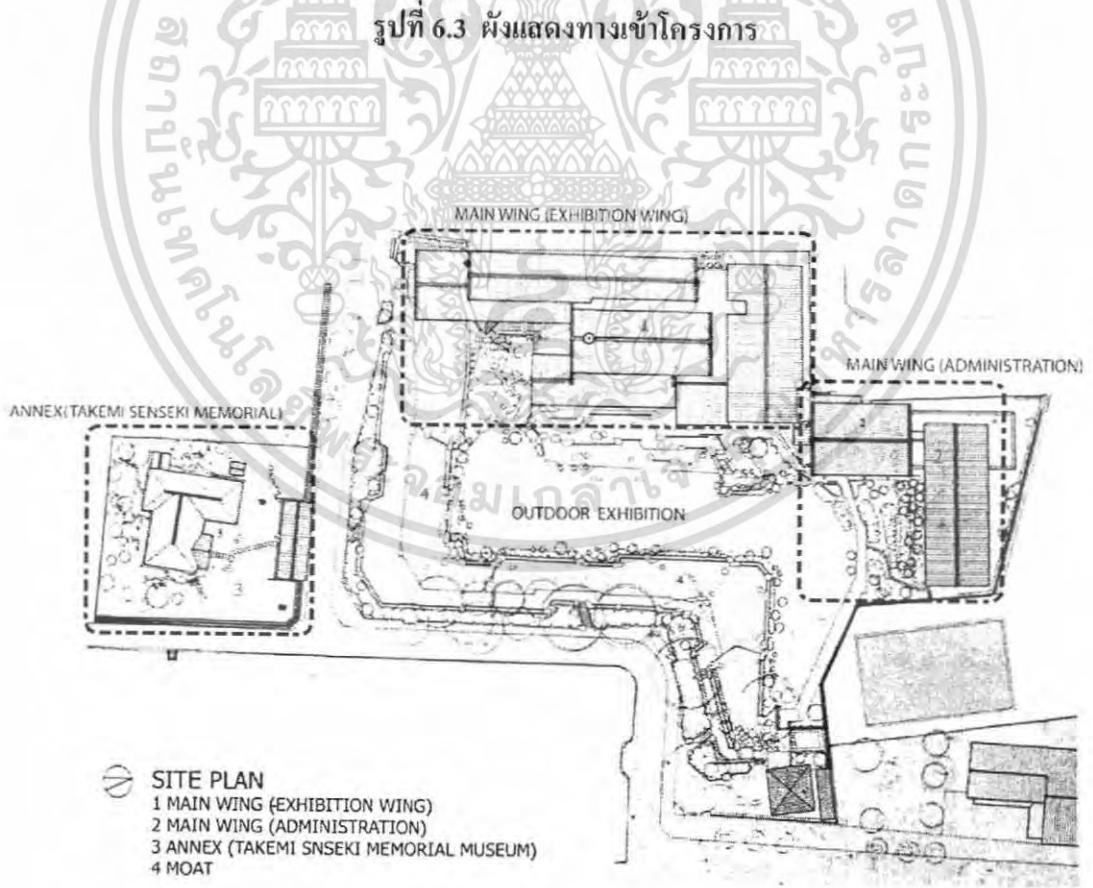 รูปที่ 6.3 ผังแสดงทางเข้าโครงการ
MAIN WING (EXHIBITION WING)
MAIN WING (ADMINISTRATION)
ANNEX(TAKEMI SENSEKI MEMORIAL)
OUTDOOR EXHIBITION
SITE PLAN
1 MAIN WING (EXHIBITION WING)
2 MAIN WING (ADMINISTRATION)
3 ANNEX (TAKEMI SNSEKI MEMORIAL MUSEUM)
4 MOAT